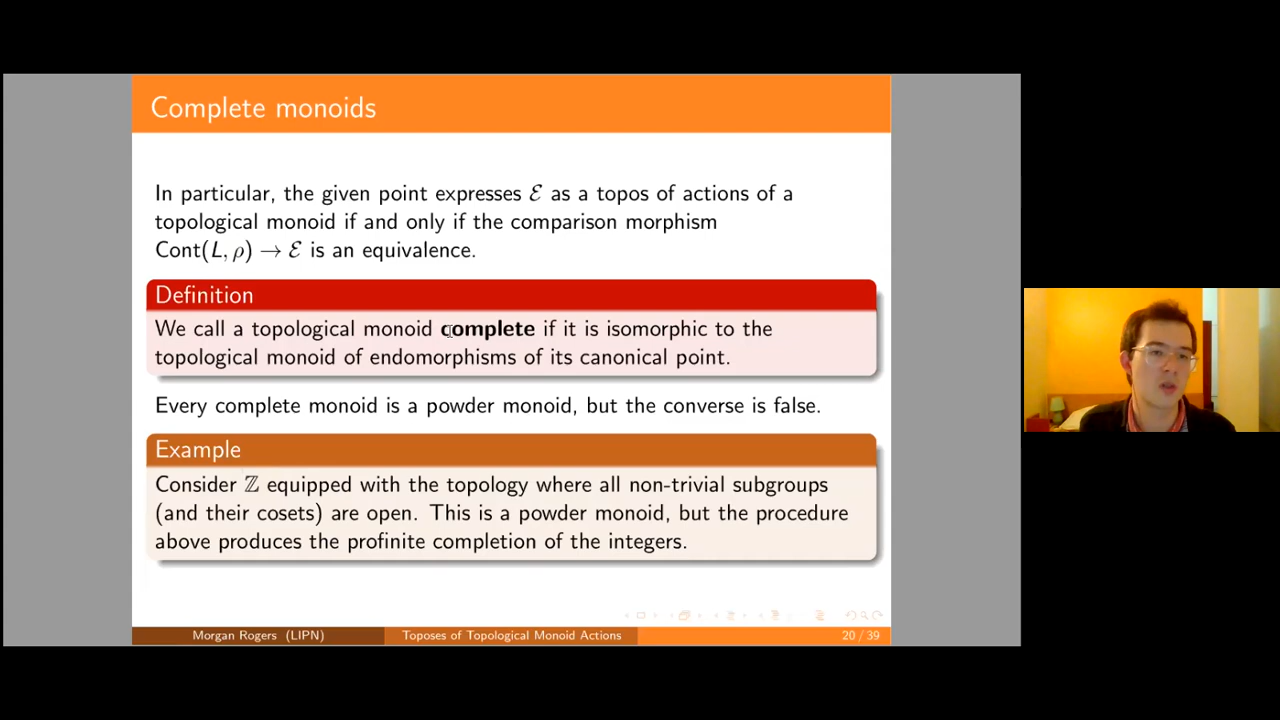 Complete monoids
In particular, the given point expresses ℰ as a topos of actions of a
topological monoid if and only if the comparison morphism
Cont(L, ρ) → ℰ is an equivalence.
Definition
We call a topological monoid complete if it is isomorphic to the
topological monoid of endomorphisms of its canonical point.
Every complete monoid is a powder monoid, but the converse is false.
Example
Consider ℤ equipped with the topology where all non-trivial subgroups
(and their cosets) are open. This is a powder monoid, but the procedure
above produces the profinite completion of the integers.
Morgan Rogers (LIPN) Toposes of Topological Monoid Actions 20 / 39